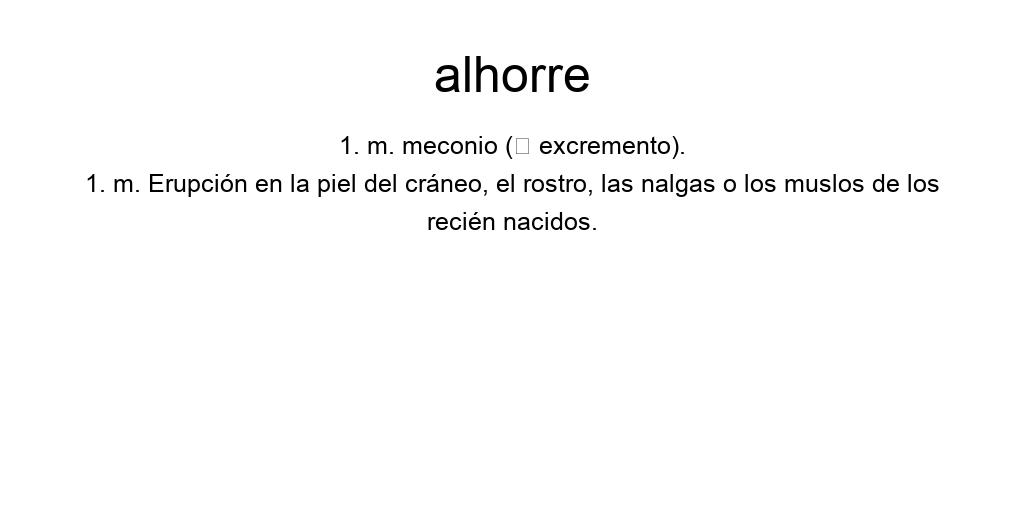 alhorre
1. m. meconio (▯ excremento).
1. m. Erupción en la piel del cráneo, el rostro, las nalgas o los muslos de los
recién nacidos.